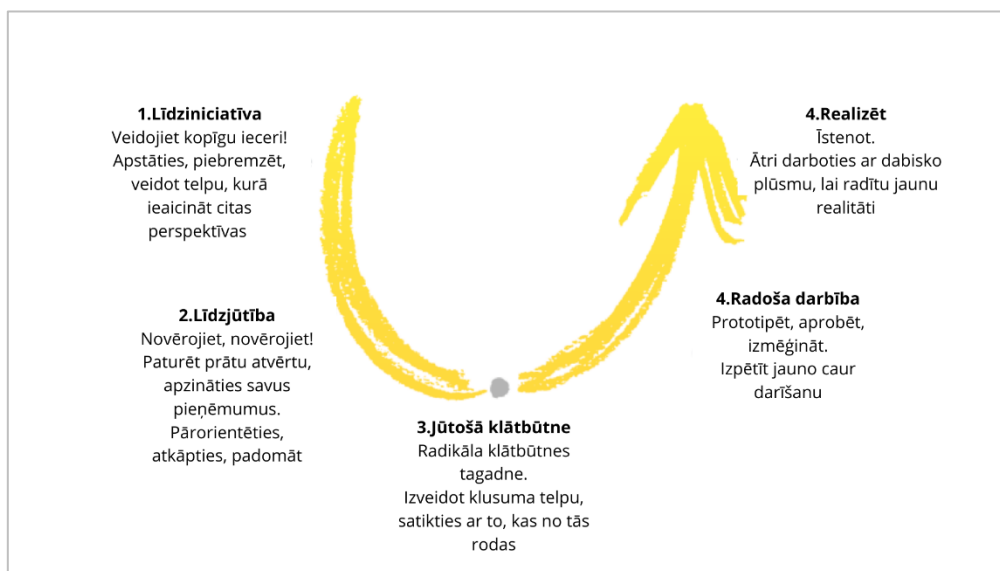 1.Līdziniciatīva
Veidojiet kopīgu ieceri!
Apstāties, piebremzēt,
veidot telpu, kurā
ieaicināt citas
perspektīvas
2.Līdzjūtība
Novērojiet, novērojiet!
Paturēt prātu atvērtu,
apzināties savus
pieņēmumus.
Pārorientēties,
atkāpties, padomāt
3.Jūtošā klātbūtne
Radikāla klātbūtnes
tagadne.
Izveidot klusuma telpu,
satikties ar to, kas no tās
rodas
4.Radoša darbība
Prototipēt, aprobēt,
izmēģināt.
Izpētīt jauno caur
darīšanu
4.Realizēt
Īstenot.
Ātri darboties ar dabisko
plūsmu, lai radītu jaunu
realitāti